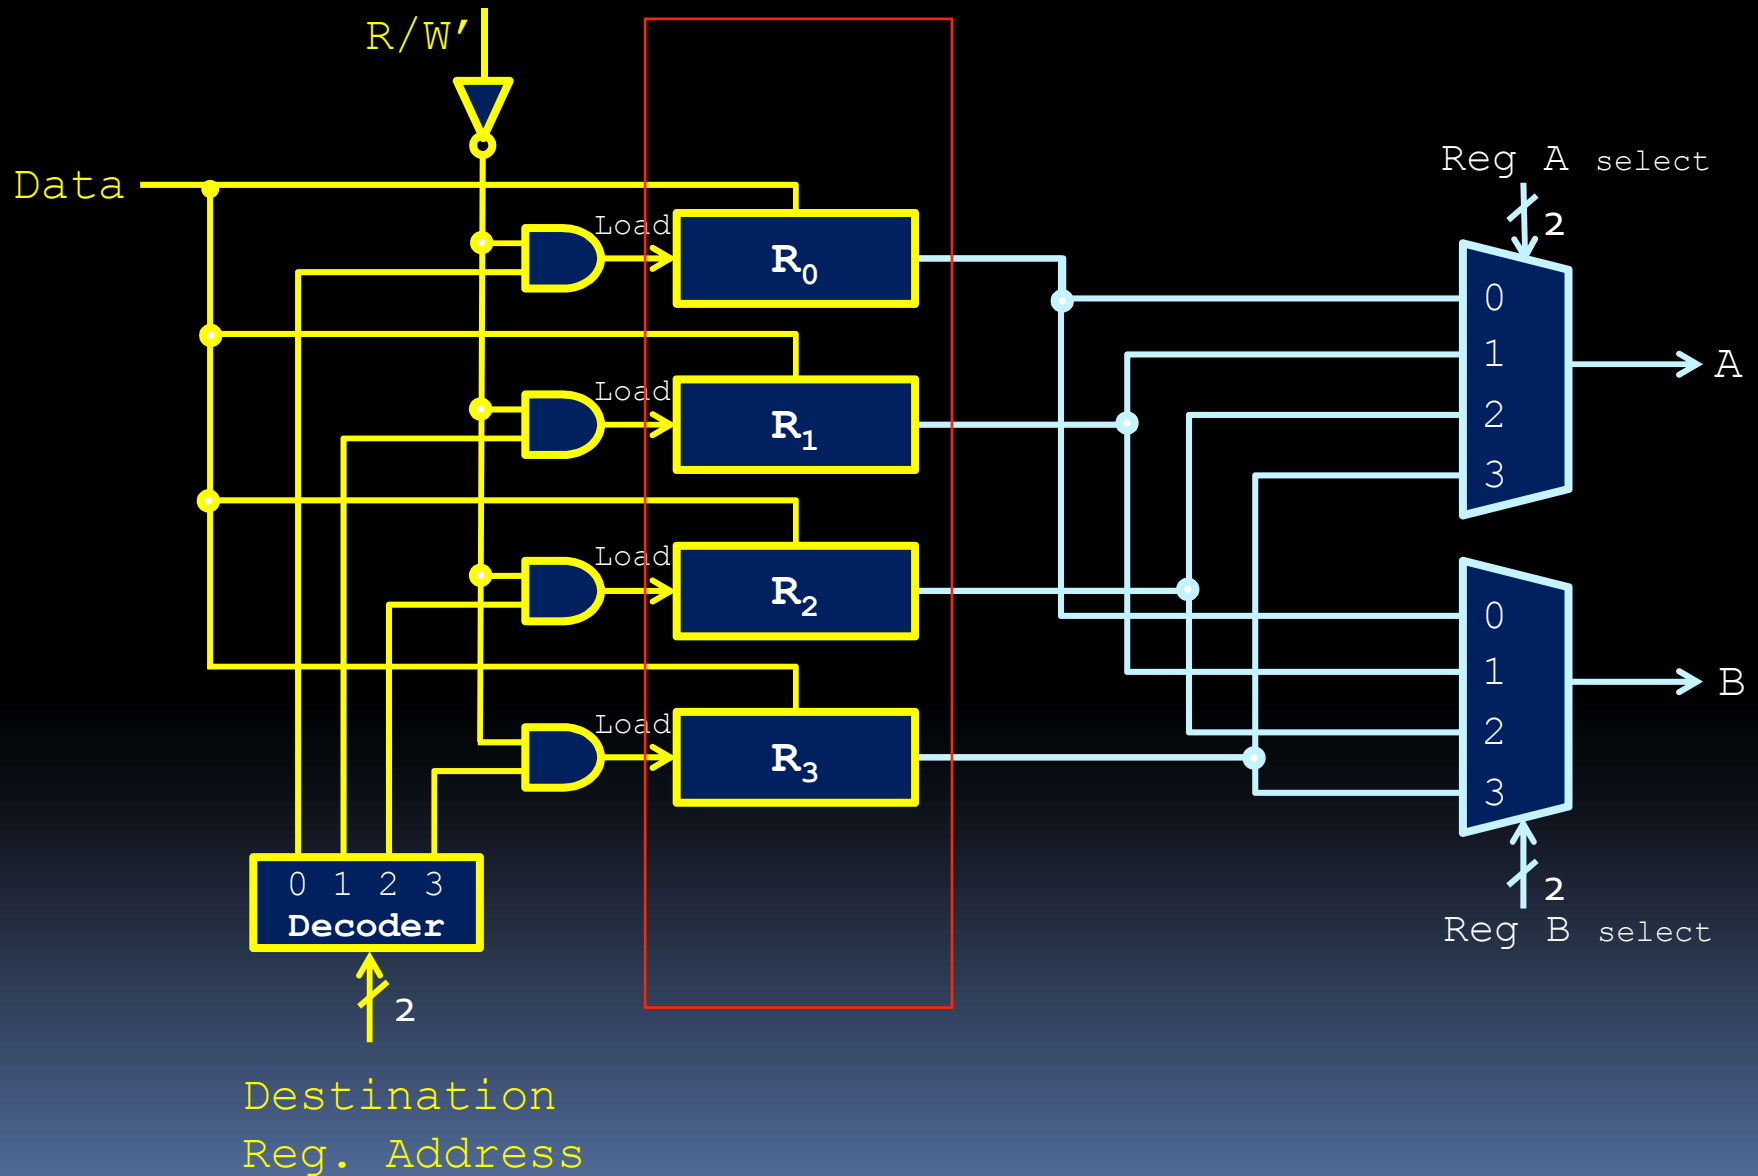 R/W’
Data
Load
R0
Load
R1
Load
R2
Load
R3
0 1 2 3
Decoder
2
Destination
Reg. Address
Reg A select
2
0
1
2
3
A
0
1
2
3
B
2
Reg B select